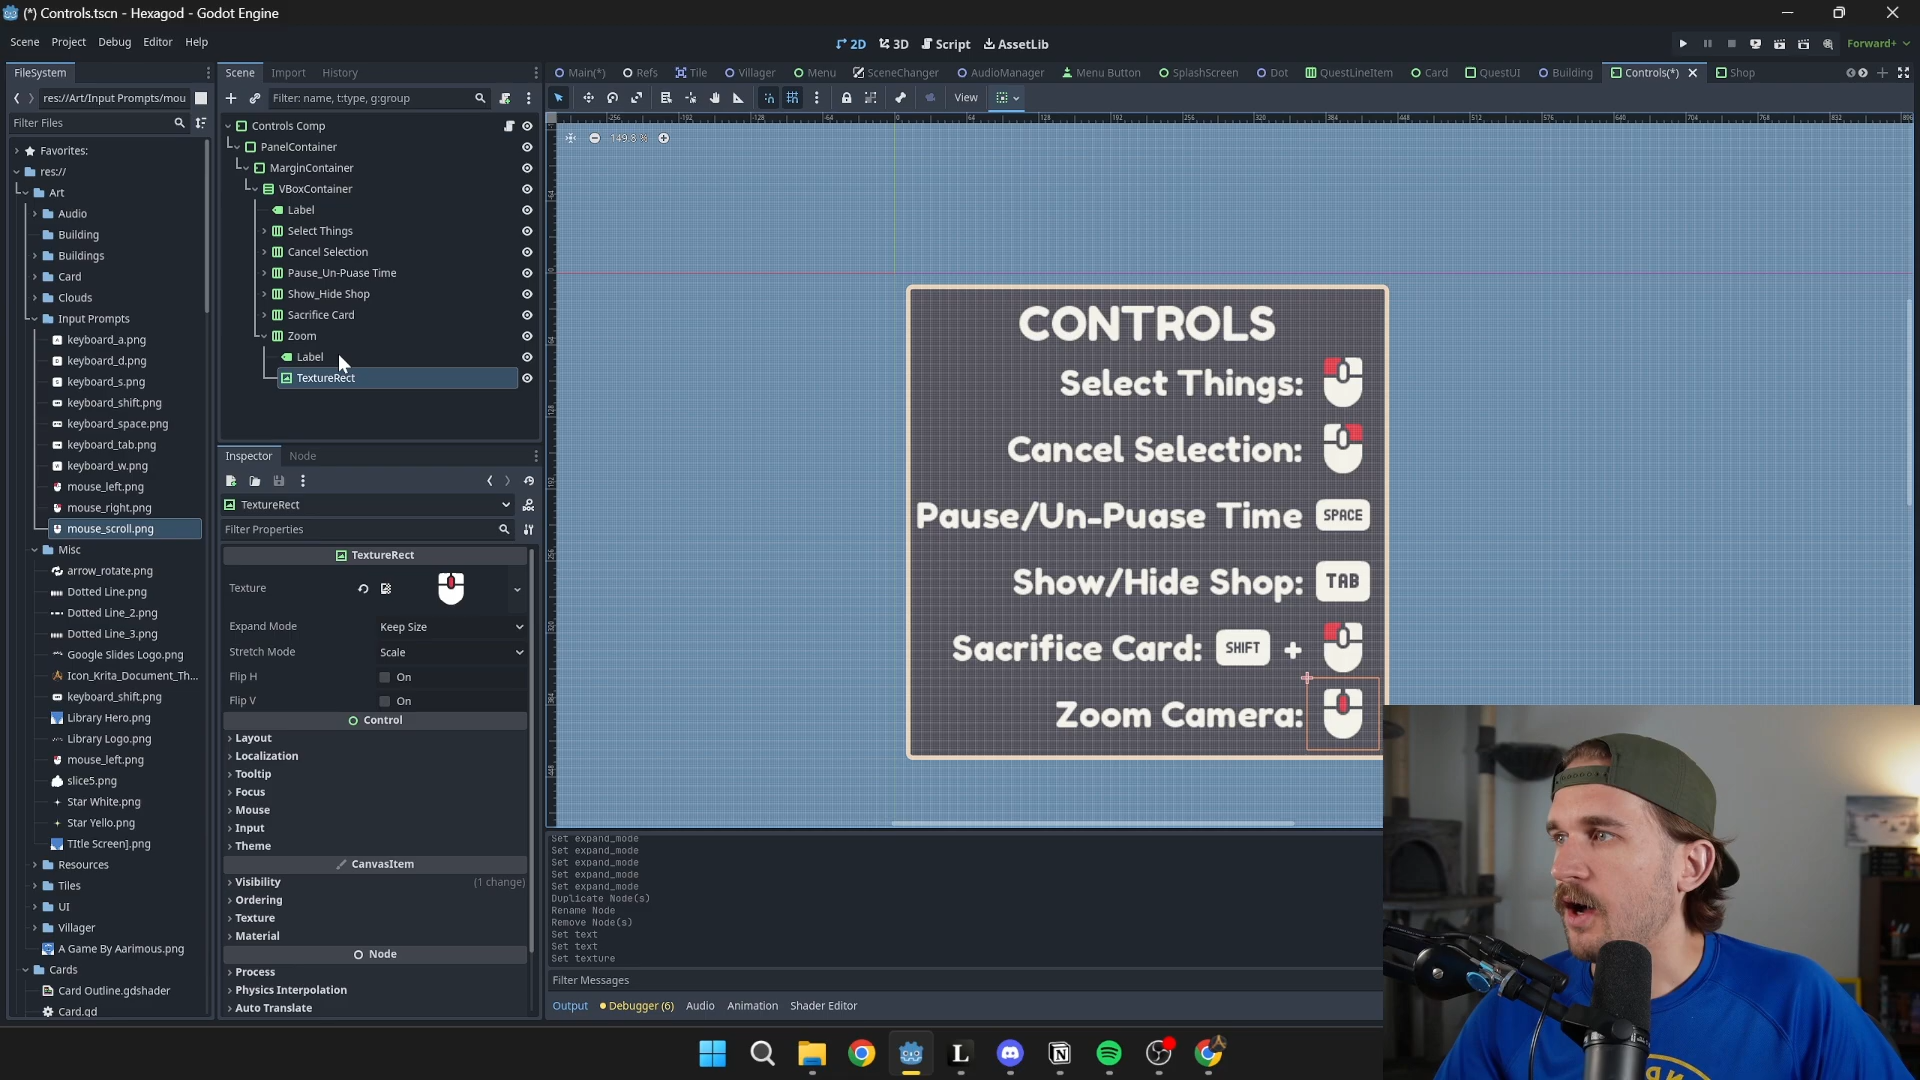 (*) Controls.tscn - Hexagod - Godot Engine
Scene Project Debug Editor Help
2D 3D Script AssetLib
Forward+
FileSystem
res://Art/Input Prompts/mou
Filter Files
Favorites:
res://
Art
Audio
Building
Buildings
Card
Clouds
Input Prompts
keyboard_a.png
keyboard_d.png
keyboard_s.png
keyboard_shift.png
keyboard_space.png
keyboard_tab.png
keyboard_w.png
mouse_left.png
mouse_right.png
mouse_scroll.png
Misc
arrow_rotate.png
Dotted Line.png
Dotted Line_2.png
Dotted Line_3.png
Google Slides Logo.png
Icon_Krita_Document_Th...
keyboard_shift.png
Library Hero.png
Library Logo.png
mouse_left.png
slice5.png
Star White.png
Star Yello.png
TItle Screen].png
Resources
Tiles
UI
Villager
A Game By Aarimous.png
Cards
Card Outline.gdshader
Card.gd
Scene Import History
Filter: name, t:type, g:group
Controls Comp
PanelContainer
MarginContainer
VBoxContainer
Label
Select Things
Cancel Selection
Pause_Un-Puase Time
Show_Hide Shop
Sacrifice Card
Zoom
Label
TextureRect
Inspector Node
TextureRect
Filter Properties
TextureRect
Texture
Expand Mode Keep Size
Stretch Mode Scale
Flip H On
Flip V On
Control
Layout
Localization
Tooltip
Focus
Mouse
Input
Theme
CanvasItem
Visibility (1 change)
Ordering
Texture
Material
Node
Process
Physics Interpolation
Auto Translate
Main(*) Refs Tile Villager Menu SceneChanger AudioManager Menu Button SplashScreen Dot QuestLineItem Card QuestUI Building Controls(*) Shop
View
149.8 %
CONTROLS
Select Things:
Cancel Selection:
Pause/Un-Puase Time SPACE
Show/Hide Shop: TAB
Sacrifice Card: SHIFT +
Zoom Camera:
Set expand_mode
Set expand_mode
Set expand_mode
Set expand_mode
Set expand_mode
Duplicate Node(s)
Rename Node
Remove Node(s)
Set text
Set text
Set texture
Filter Messages
Output Debugger (6) Audio Animation Shader Editor